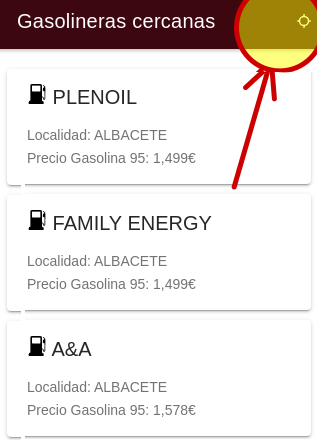 Gasolineras cercanas
PLENOIL
Localidad: ALBACETE
Precio Gasolina 95: 1,499€
FAMILY ENERGY
Localidad: ALBACETE
Precio Gasolina 95: 1,499€
A&A
Localidad: ALBACETE
Precio Gasolina 95: 1,578€